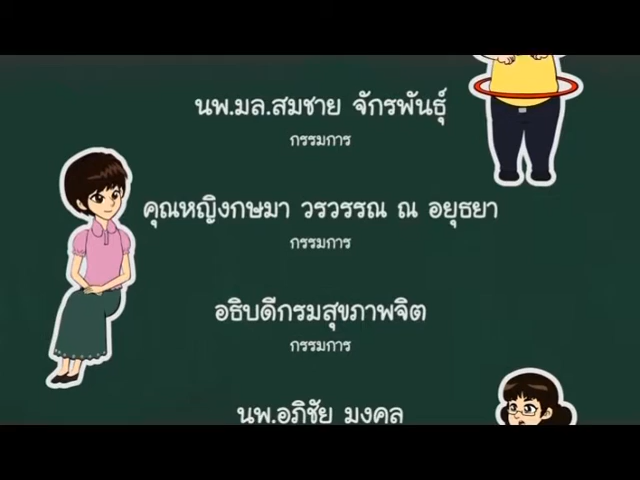 นพ.มล.สมชาย จักรพันธุ์
กรรมการ
คุณหญิงกษมา วรวรรณ ณ อยุธยา
กรรมการ
อธิบดีกรมสุขภาพจิต
กรรมการ
นพ.อภิชัย มงคล